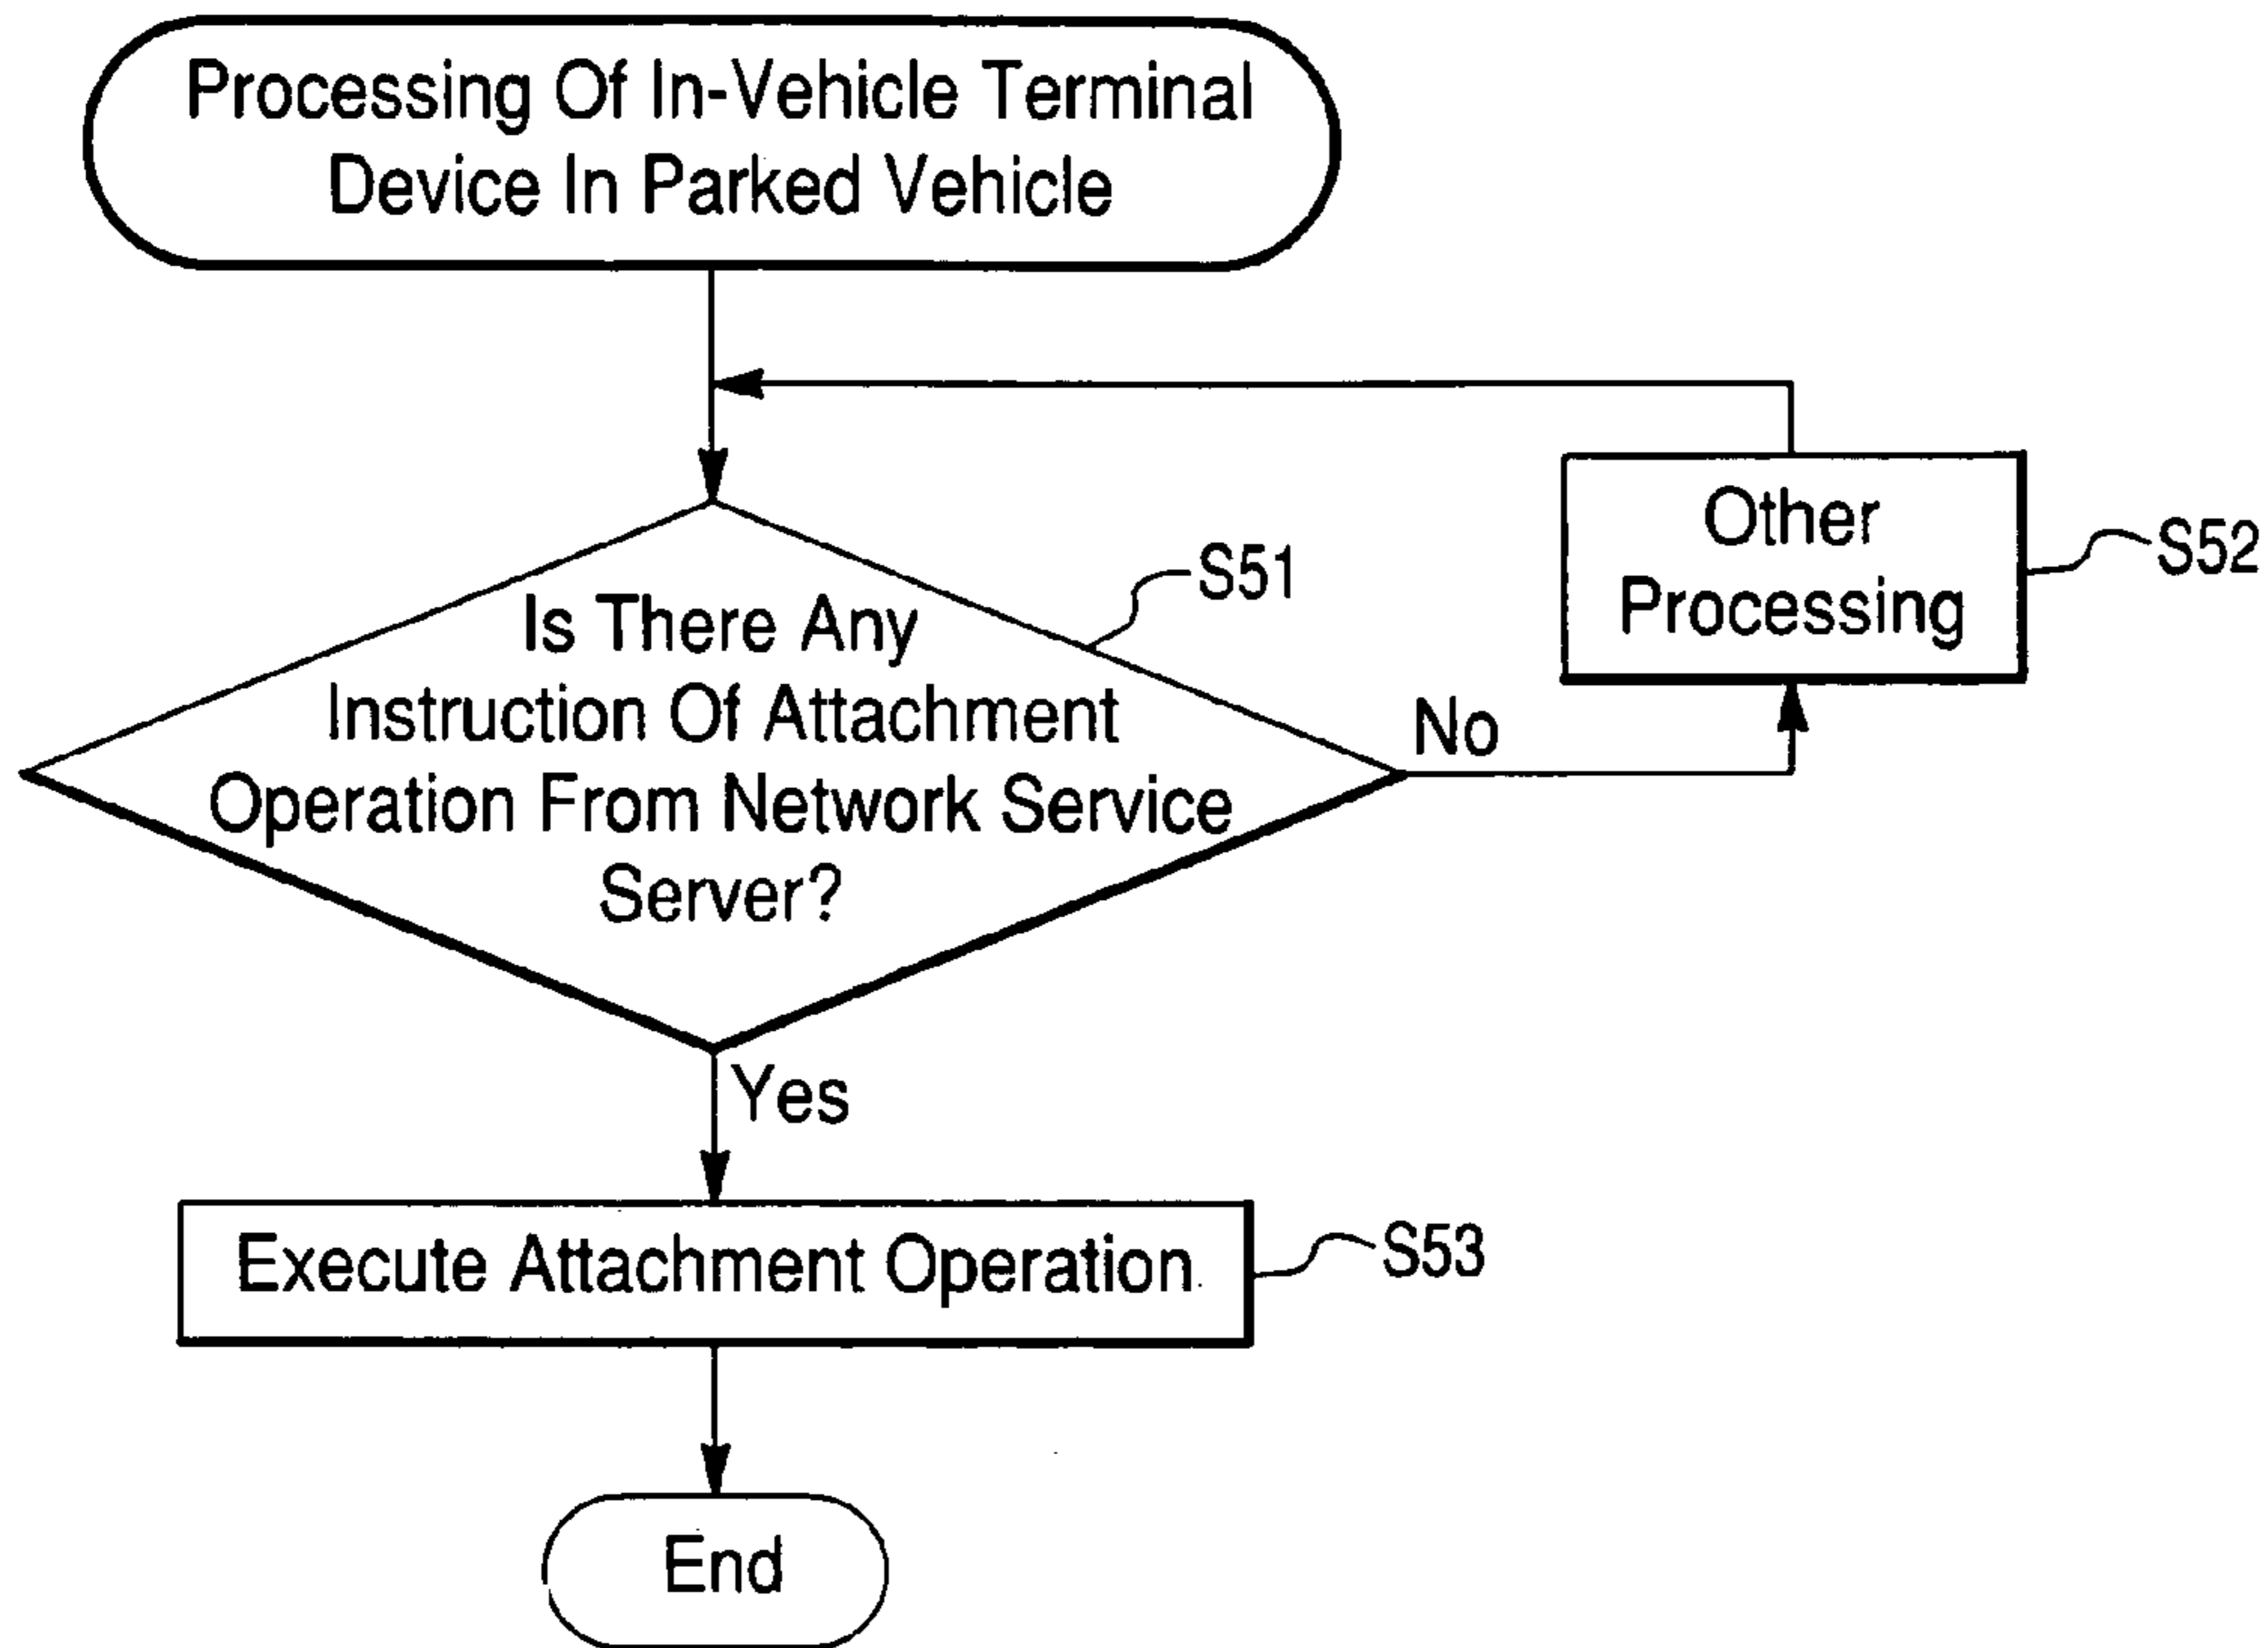 Processing Of In-Vehicle Terminal
Device In Parked Vehicle
Other
Processing
S52
S51
Is There Any
Instruction Of Attachment
Operation From Network Service
Server?
No
Yes
Execute Attachment Operation
S53
End